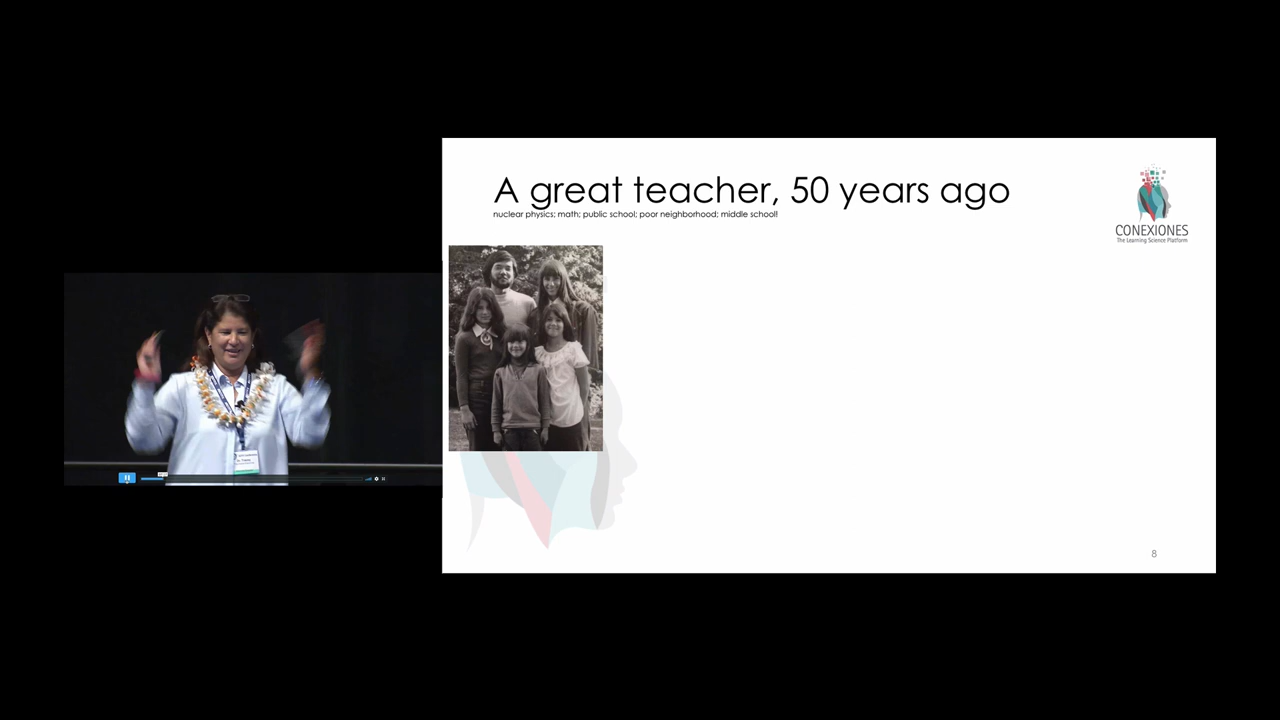 A great teacher, 50 years ago
nuclear physics; math; public school; poor neighborhood; middle school!
CONEXIONES
The Learning Science Platform
8